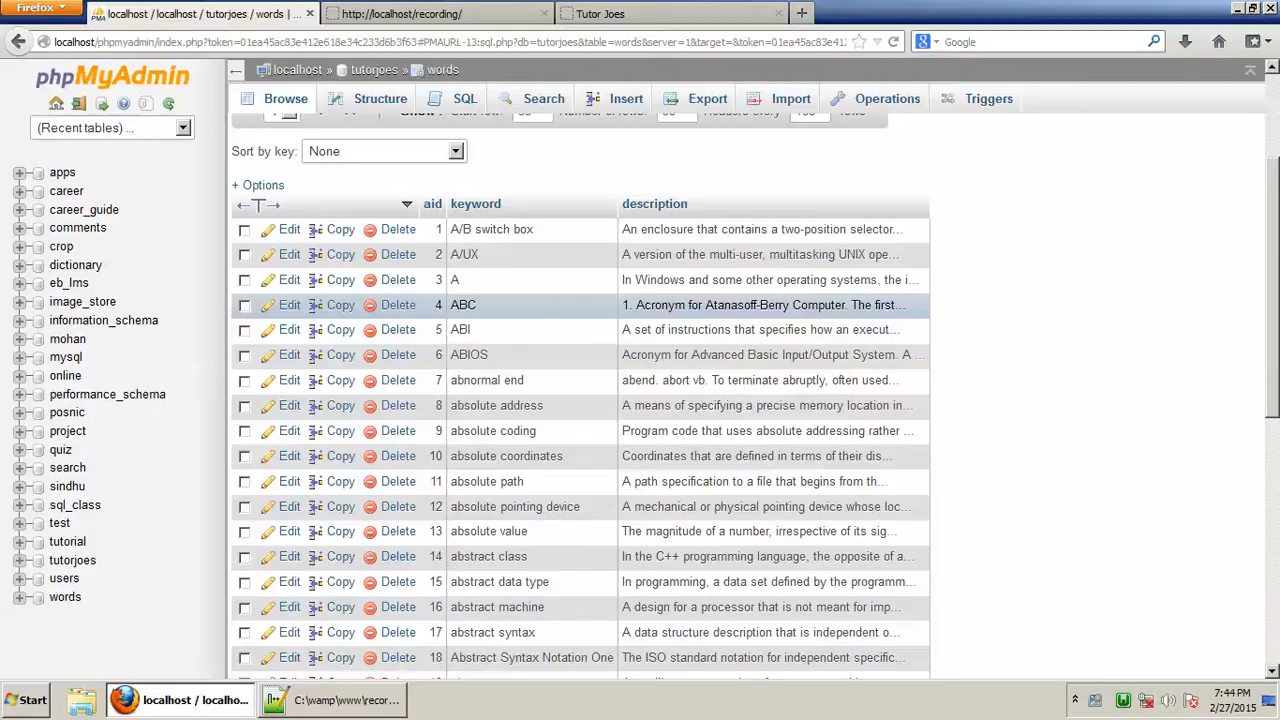 Firefox
localhost / localhost / tutorjoes / words | ...
http://localhost/recording/
Tutor Joes
localhost/phpmyadmin/index.php?token=01ea45ac83e412e618e34c233d6b3f63#PMAURL-13:sql.php?db=tutorjoes&table=words&server=1&target=&token=01ea45ac83e412
Google
phpMyAdmin
localhost » tutorjoes » words
Browse Structure SQL Search Insert Export Import Operations Triggers
(Recent tables) ...
Sort by key: None
+ Options
←T→ aid keyword description
Edit Copy Delete 1 A/B switch box An enclosure that contains a two-position selector...
Edit Copy Delete 2 A/UX A version of the multi-user, multitasking UNIX ope...
Edit Copy Delete 3 A In Windows and some other operating systems, the i...
Edit Copy Delete 4 ABC 1. Acronym for Atanasoff-Berry Computer. The first...
Edit Copy Delete 5 ABI A set of instructions that specifies how an execut...
Edit Copy Delete 6 ABIOS Acronym for Advanced Basic Input/Output System. A ...
Edit Copy Delete 7 abnormal end abend. abort vb. To terminate abruptly, often used...
Edit Copy Delete 8 absolute address A means of specifying a precise memory location in...
Edit Copy Delete 9 absolute coding Program code that uses absolute addressing rather ...
Edit Copy Delete 10 absolute coordinates Coordinates that are defined in terms of their dis...
Edit Copy Delete 11 absolute path A path specification to a file that begins from th...
Edit Copy Delete 12 absolute pointing device A mechanical or physical pointing device whose loc...
Edit Copy Delete 13 absolute value The magnitude of a number, irrespective of its sig...
Edit Copy Delete 14 abstract class In the C++ programming language, the opposite of a...
Edit Copy Delete 15 abstract data type In programming, a data set defined by the programm...
Edit Copy Delete 16 abstract machine A design for a processor that is not meant for imp...
Edit Copy Delete 17 abstract syntax A data structure description that is independent o...
Edit Copy Delete 18 Abstract Syntax Notation One The ISO standard notation for independent specific...
apps
career
career_guide
comments
crop
dictionary
eb_lms
image_store
information_schema
mohan
mysql
online
performance_schema
posnic
project
quiz
search
sindhu
sql_class
test
tutorial
tutorjoes
users
words
Start
localhost / localho...
C:\wamp\www\recor...
7:44 PM
2/27/2015